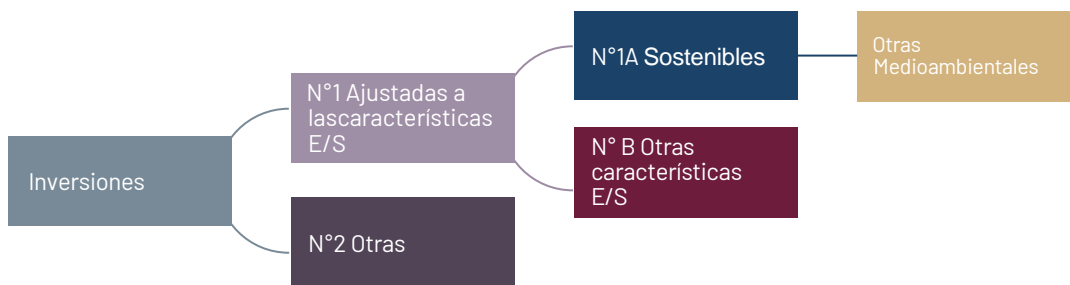 Inversiones
N°1 Ajustadas a
lascaracterísticas
E/S
N°2 Otras
N°1A Sostenibles
N° B Otras
características
E/S
Otras
Medioambientales